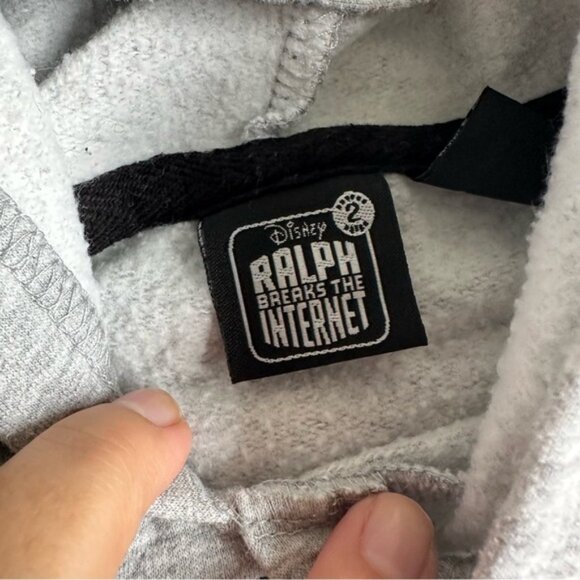 Disney
2
RALPH
BREAKS THE
INTERNET